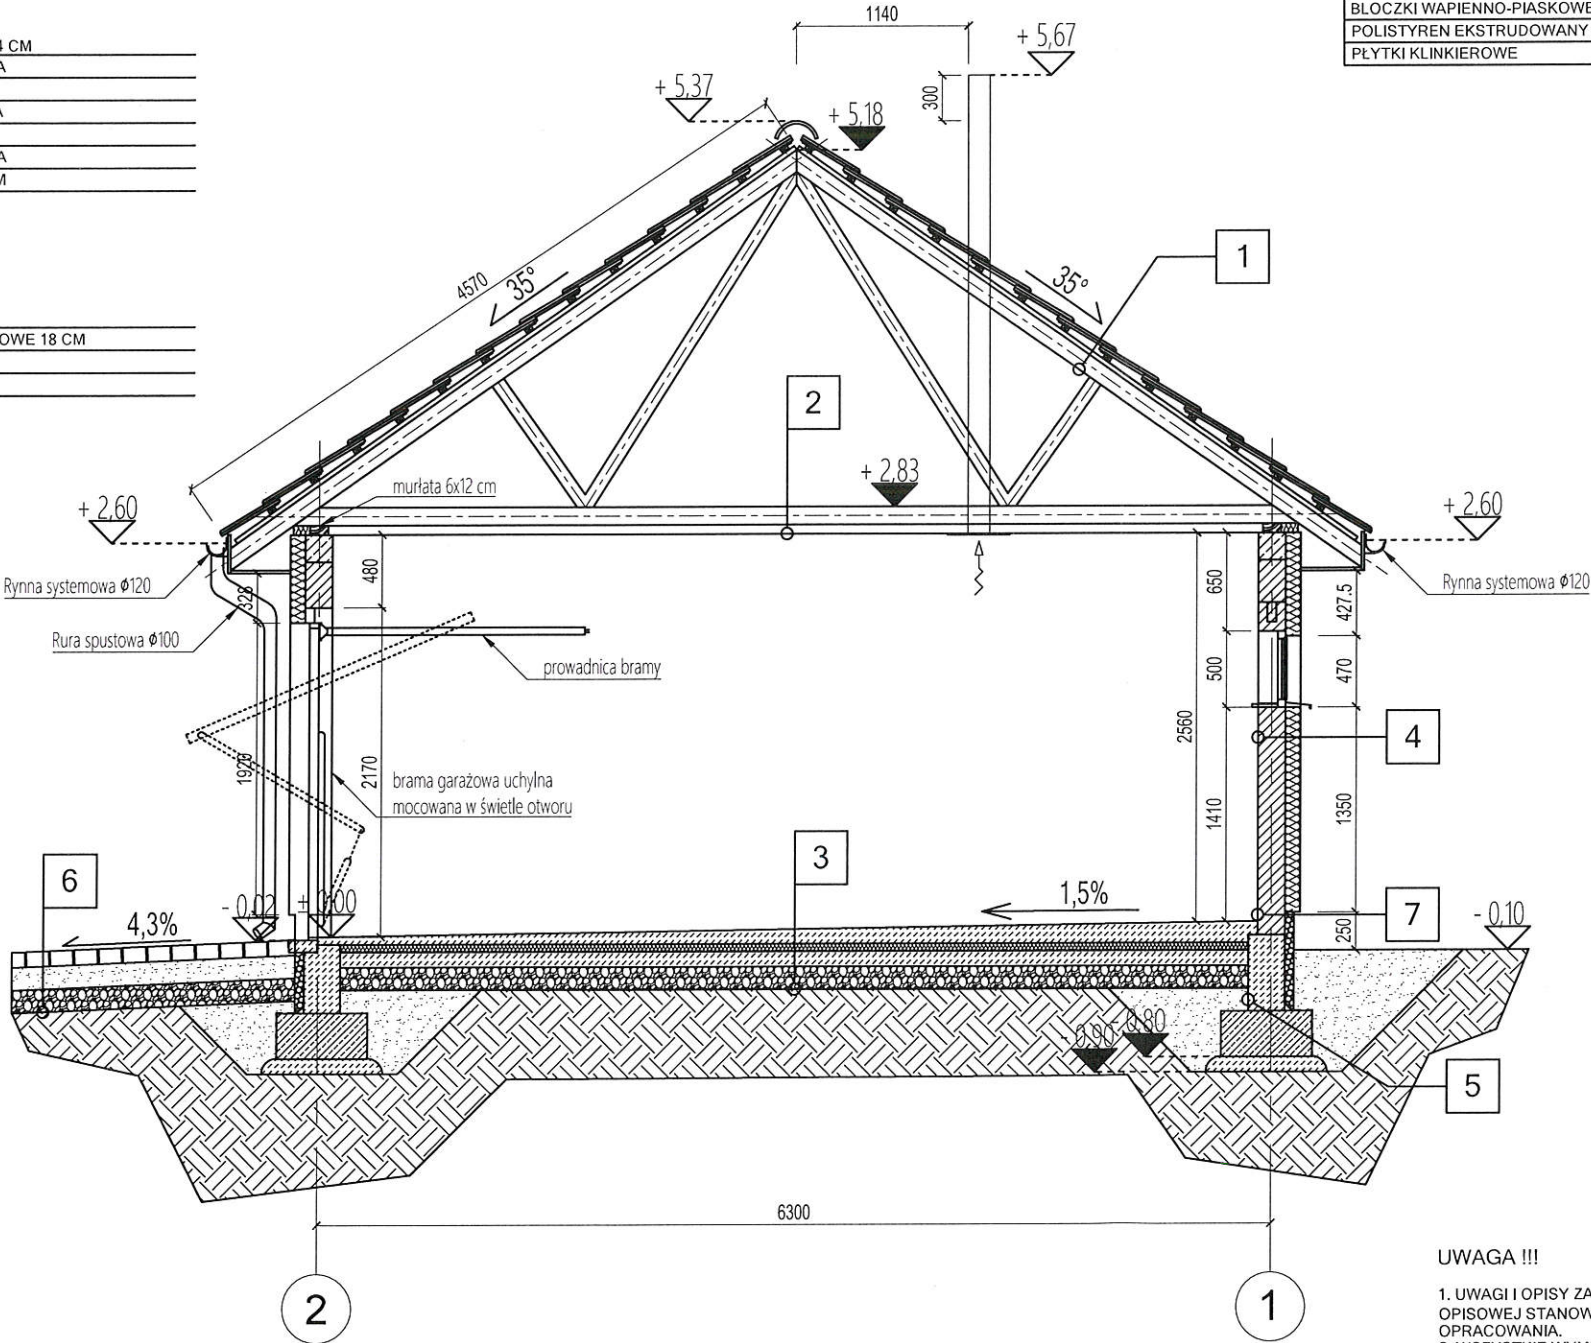 4 CM
A
A
A
M
OWE 18 CM
BLOCZKI WAPIENNO-PIASKOWE
POLISTYREN EKSTRUDOWANY
PŁYTKI KLINKIEROWE
1140
+ 5,67
+ 5,37
300
+ 5,18
4570
35°
35°
1
2
+ 2,83
murłata 6x12 cm
+ 2,60
+ 2,60
Rynna systemowa ϕ120
Rynna systemowa ϕ120
328
480
650
427.5
Rura spustowa ϕ100
prowadnica bramy
500
470
2560
4
1920
2170
brama garażowa uchylna
mocowana w świetle otworu
1410
1350
3
6
4,3%
- 0,02
± 0,00
1,5%
7
250
- 0,10
- 0,90
- 0,80
5
6300
2
1
UWAGA !!!
1. UWAGI I OPISY ZA
OPISOWEJ STANOW
OPRACOWANIA.